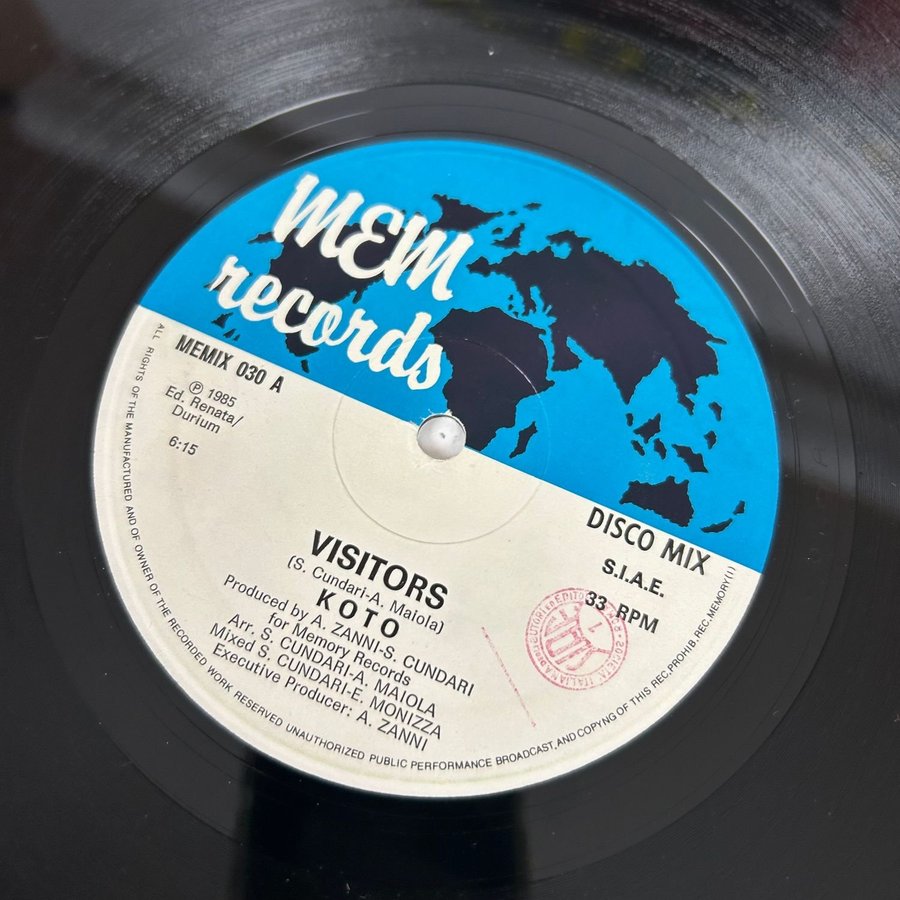 MEM
records
MEMIX 030 A
℗ 1985
Ed. Renata/
Durium
6:15
DISCO MIX
S.I.A.E.
33 RPM
VISITORS
(S. Cundari-A. Maiola)
KOTO
Produced by A. ZANNI-S. CUNDARI
for Memory Records
Arr. S. CUNDARI-A. MAIOLA
Mixed S. CUNDARI-E. MONIZZA
Executive Producer: A. ZANNI
ALL RIGHTS OF THE MANUFACTURED AND OF OWNER OF THE RECORDED WORK RESERVED UNAUTHORIZED PUBLIC PERFORMANCE BROADCAST, AND COPYNG OF THIS REC. PROHIB. REC. MEMORY (I)
SOCIETA' ITALIANA